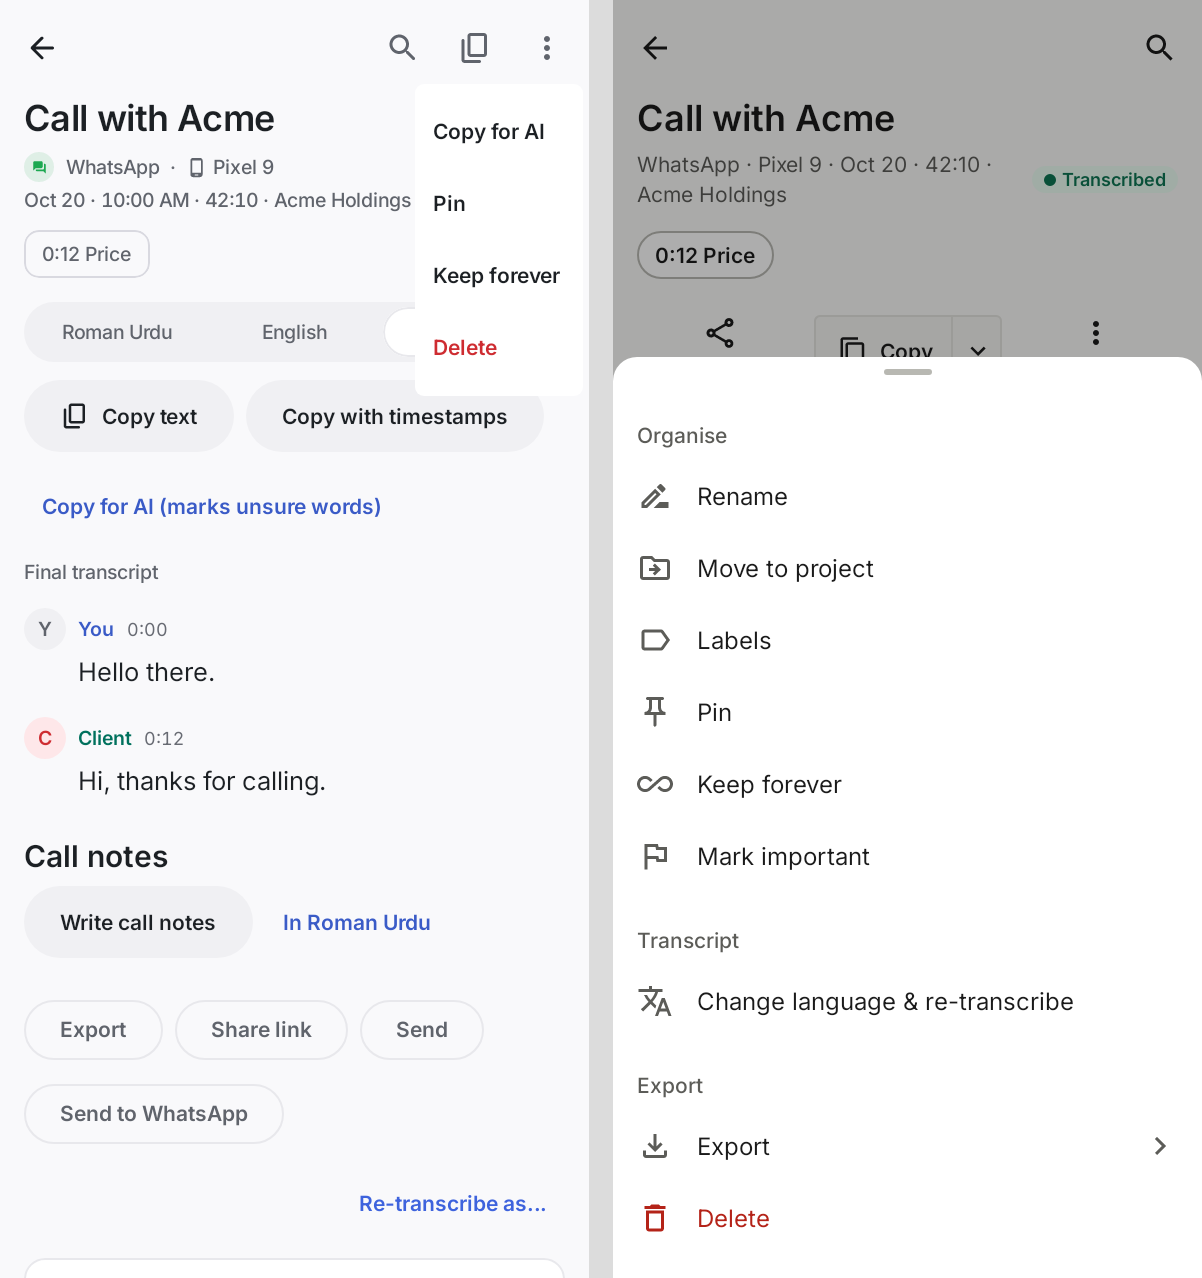 Call with Acme
WhatsApp · Pixel 9
Oct 20 · 10:00 AM · 42:10 · Acme Holdings
0:12 Price
Roman Urdu English
Copy text Copy with timestamps
Copy for AI (marks unsure words)
Final transcript
Y You 0:00
Hello there.
C Client 0:12
Hi, thanks for calling.
Call notes
Write call notes In Roman Urdu
Export Share link Send
Send to WhatsApp
Re-transcribe as...
Copy for AI
Pin
Keep forever
Delete
Call with Acme
WhatsApp · Pixel 9 · Oct 20 · 42:10 ·
Acme Holdings
Transcribed
0:12 Price
Copy
Organise
Rename
Move to project
Labels
Pin
Keep forever
Mark important
Transcript
Change language & re-transcribe
Export
Export
Delete